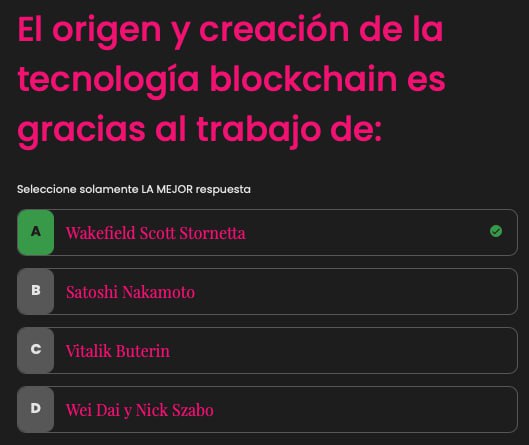 El origen y creación de la
tecnología blockchain es
gracias al trabajo de:
Seleccione solamente LA MEJOR respuesta
A Wakefield Scott Stornetta
B Satoshi Nakamoto
C Vitalik Buterin
D Wei Dai y Nick Szabo